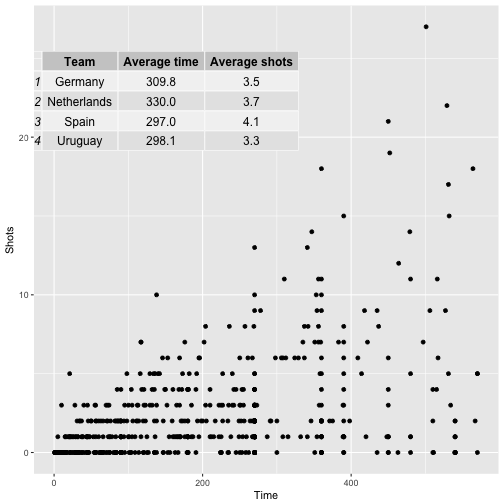 Team Average time Average shots
1 Germany 309.8 3.5
2 Netherlands 330.0 3.7
3 Spain 297.0 4.1
4 Uruguay 298.1 3.3
20
10
0
Shots
0 200 400
Time